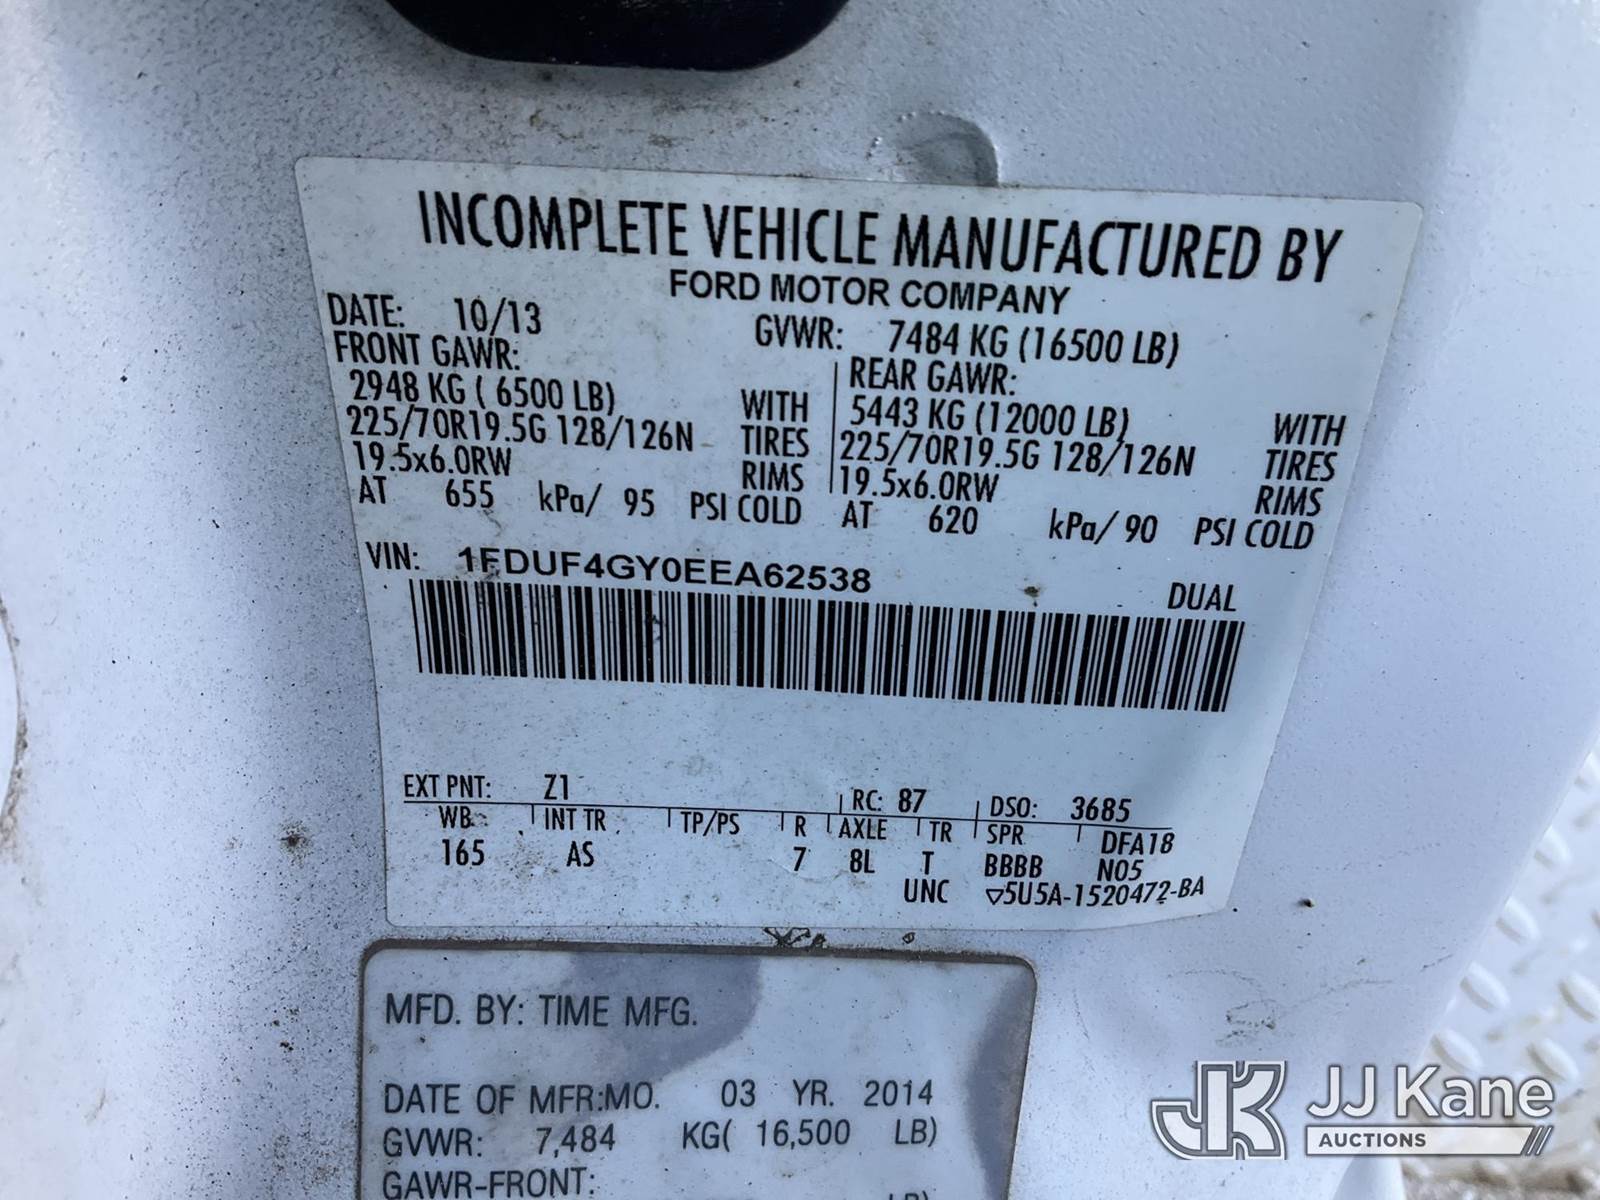 INCOMPLETE VEHICLE MANUFACTURED BY
FORD MOTOR COMPANY
DATE: 10/13 GVWR: 7484 KG (16500 LB)
FRONT GAWR: REAR GAWR:
2948 KG ( 6500 LB) WITH 5443 KG (12000 LB) WITH
225/70R19.5G 128/126N TIRES 225/70R19.5G 128/126N TIRES
19.5x6.0RW RIMS 19.5x6.0RW RIMS
AT 655 kPa/ 95 PSI COLD AT 620 kPa/ 90 PSI COLD
VIN: 1FDUF4GY0EEA62538 DUAL
EXT PNT: Z1 RC: 87 DSO: 3685
WB INT TR TP/PS R AXLE TR SPR DFA18
165 AS 7 8L T BBBB N05
UNC ▽5U5A-1520472-BA
MFD. BY: TIME MFG.
DATE OF MFR:MO. 03 YR. 2014
GVWR: 7,484 KG( 16,500 LB)
GAWR-FRONT:
LB)
JK JJ Kane
AUCTIONS